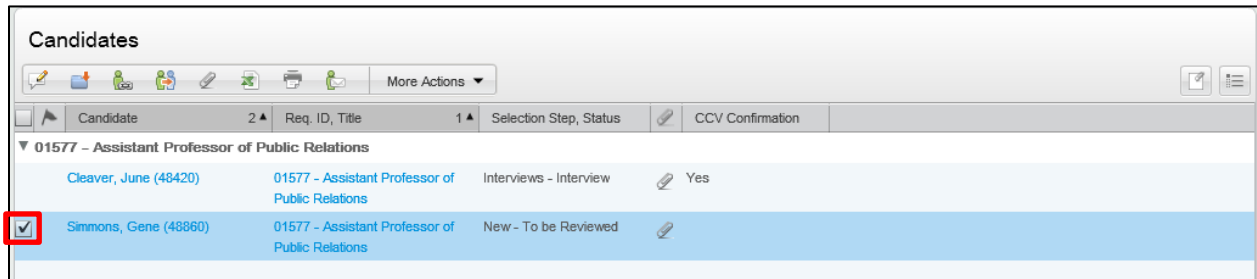 Candidates
More Actions
Candidate 2 Req. ID, Title 1 Selection Step, Status CCV Confirmation
01577 - Assistant Professor of Public Relations
Cleaver, June (48420) 01577 - Assistant Professor of Interviews - Interview Yes
Public Relations
Simmons, Gene (48860) 01577 - Assistant Professor of New - To be Reviewed
Public Relations